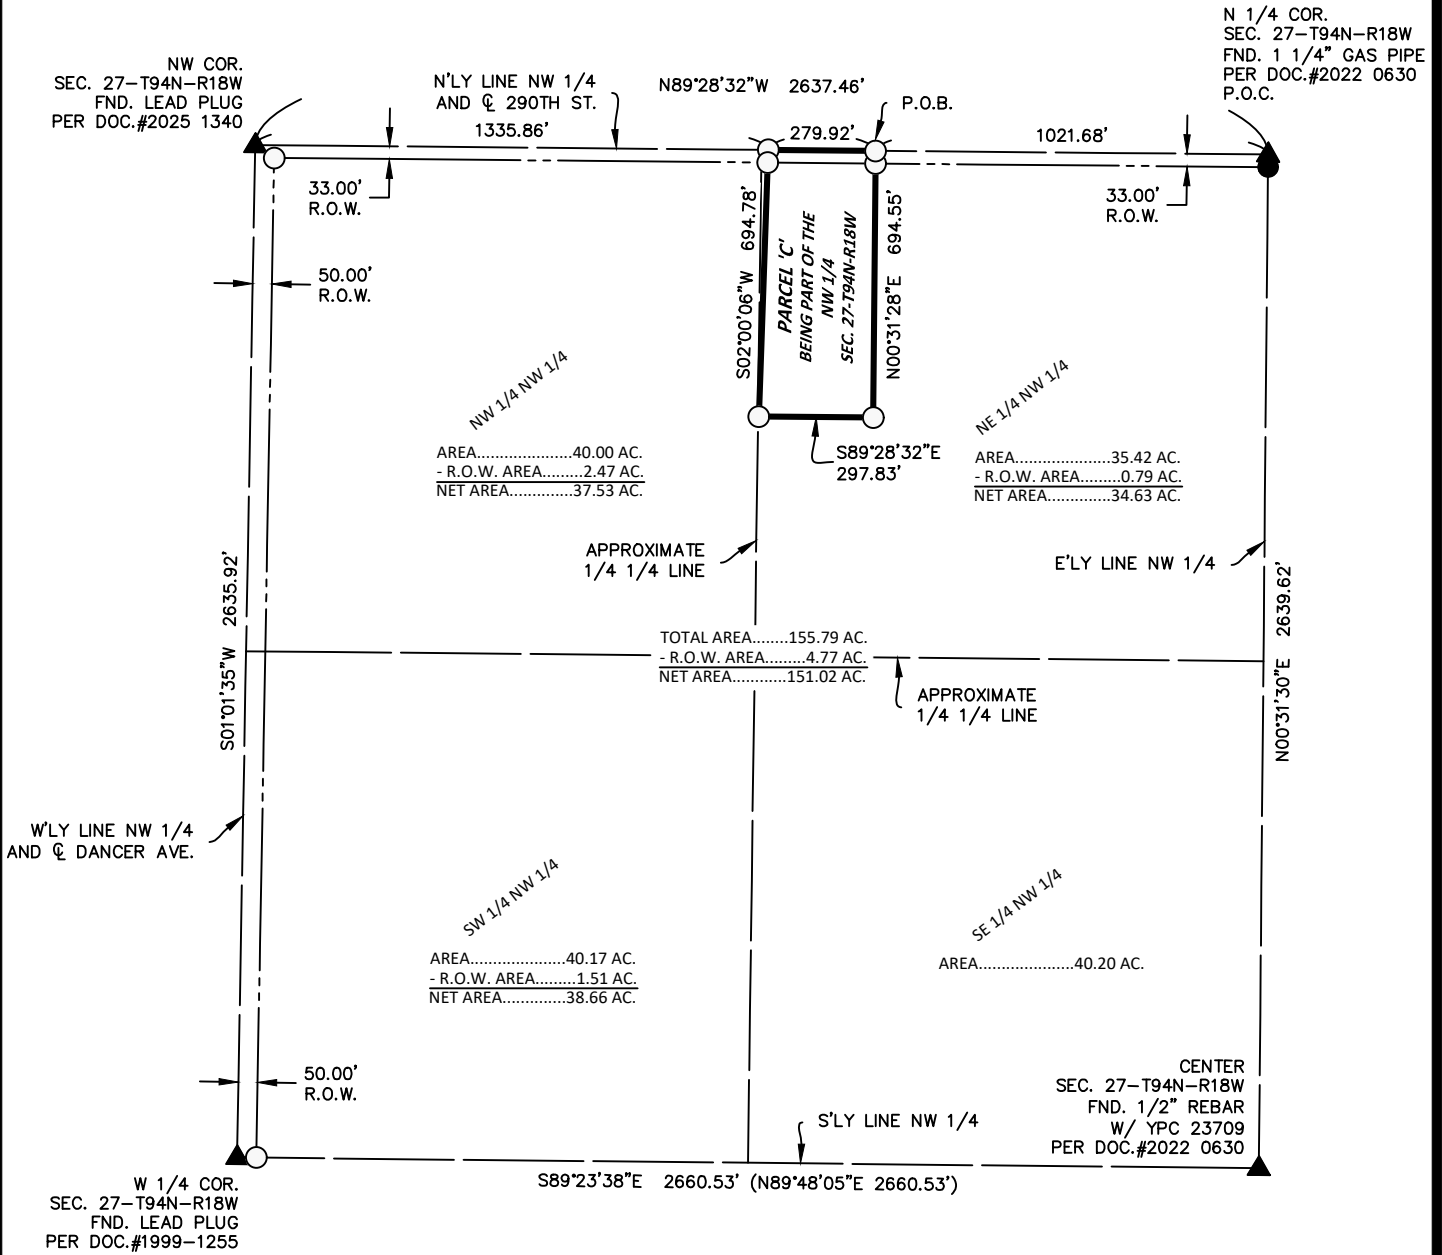 N 1/4 COR.
SEC. 27-T94N-R18W
FND. 1 1/4" GAS PIPE
PER DOC.#2022 0630
P.O.C.
NW COR.
SEC. 27-T94N-R18W
FND. LEAD PLUG
PER DOC.#2025 1340
N'LY LINE NW 1/4
AND ℄ 290TH ST.
N89°28'32"W 2637.46'
P.O.B.
1335.86'
279.92'
1021.68'
33.00'
R.O.W.
33.00'
R.O.W.
50.00'
R.O.W.
S02°00'06"W 694.78'
PARCEL 'C'
BEING PART OF THE
NW 1/4
SEC. 27-T94N-R18W
N00°31'28"E 694.55'
NW 1/4 NW 1/4
AREA.....................40.00 AC.
- R.O.W. AREA.........2.47 AC.
NET AREA..............37.53 AC.
S89°28'32"E
297.83'
NE 1/4 NW 1/4
AREA.....................35.42 AC.
- R.O.W. AREA.........0.79 AC.
NET AREA..............34.63 AC.
APPROXIMATE
1/4 1/4 LINE
E'LY LINE NW 1/4
S01°01'35"W 2635.92'
N00°31'30"E 2639.62'
TOTAL AREA........155.79 AC.
- R.O.W. AREA.........4.77 AC.
NET AREA............151.02 AC.
APPROXIMATE
1/4 1/4 LINE
W'LY LINE NW 1/4
AND ℄ DANCER AVE.
SW 1/4 NW 1/4
AREA.....................40.17 AC.
- R.O.W. AREA.........1.51 AC.
NET AREA..............38.66 AC.
SE 1/4 NW 1/4
AREA.....................40.20 AC.
50.00'
R.O.W.
CENTER
SEC. 27-T94N-R18W
FND. 1/2" REBAR
W/ YPC 23709
PER DOC.#2022 0630
S'LY LINE NW 1/4
S89°23'38"E 2660.53' (N89°48'05"E 2660.53')
W 1/4 COR.
SEC. 27-T94N-R18W
FND. LEAD PLUG
PER DOC.#1999-1255